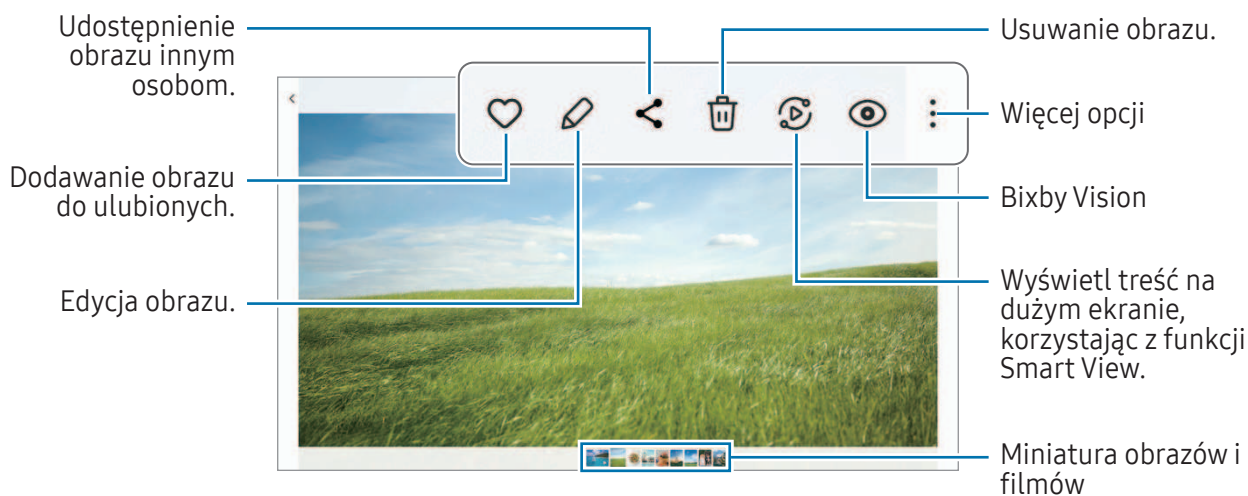 Udostępnienie
obrazu innym
osobom.
Dodawanie obrazu
do ulubionych.
Edycja obrazu.
Usuwanie obrazu.
Więcej opcji
Bixby Vision
Wyświetl treść na
dużym ekranie,
korzystając z funkcji
Smart View.
Miniatura obrazów i
filmów